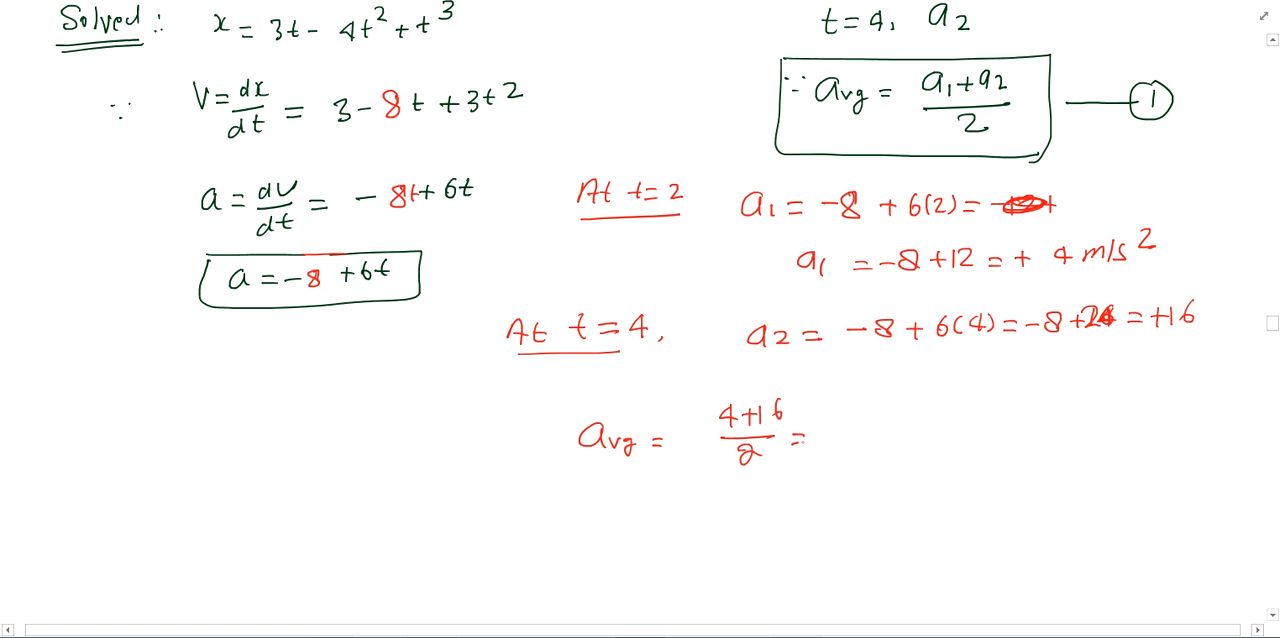 Solved ∴ x = 3t - 4t² + t³
t = 4, a₂
∵ V = dx/dt = 3 - 8t + 3t²
∵ avg = (a₁ + a₂)/2 — ①
a = dv/dt = - 8t + 6t
At t = 2 a₁ = -8 + 6(2) =
a = -8 + 6t
a₁ = -8 + 12 = + 4 m/s²
At t = 4, a₂ = -8 + 6(4) = -8 + 24 = +16
avg = (4+16)/2 =